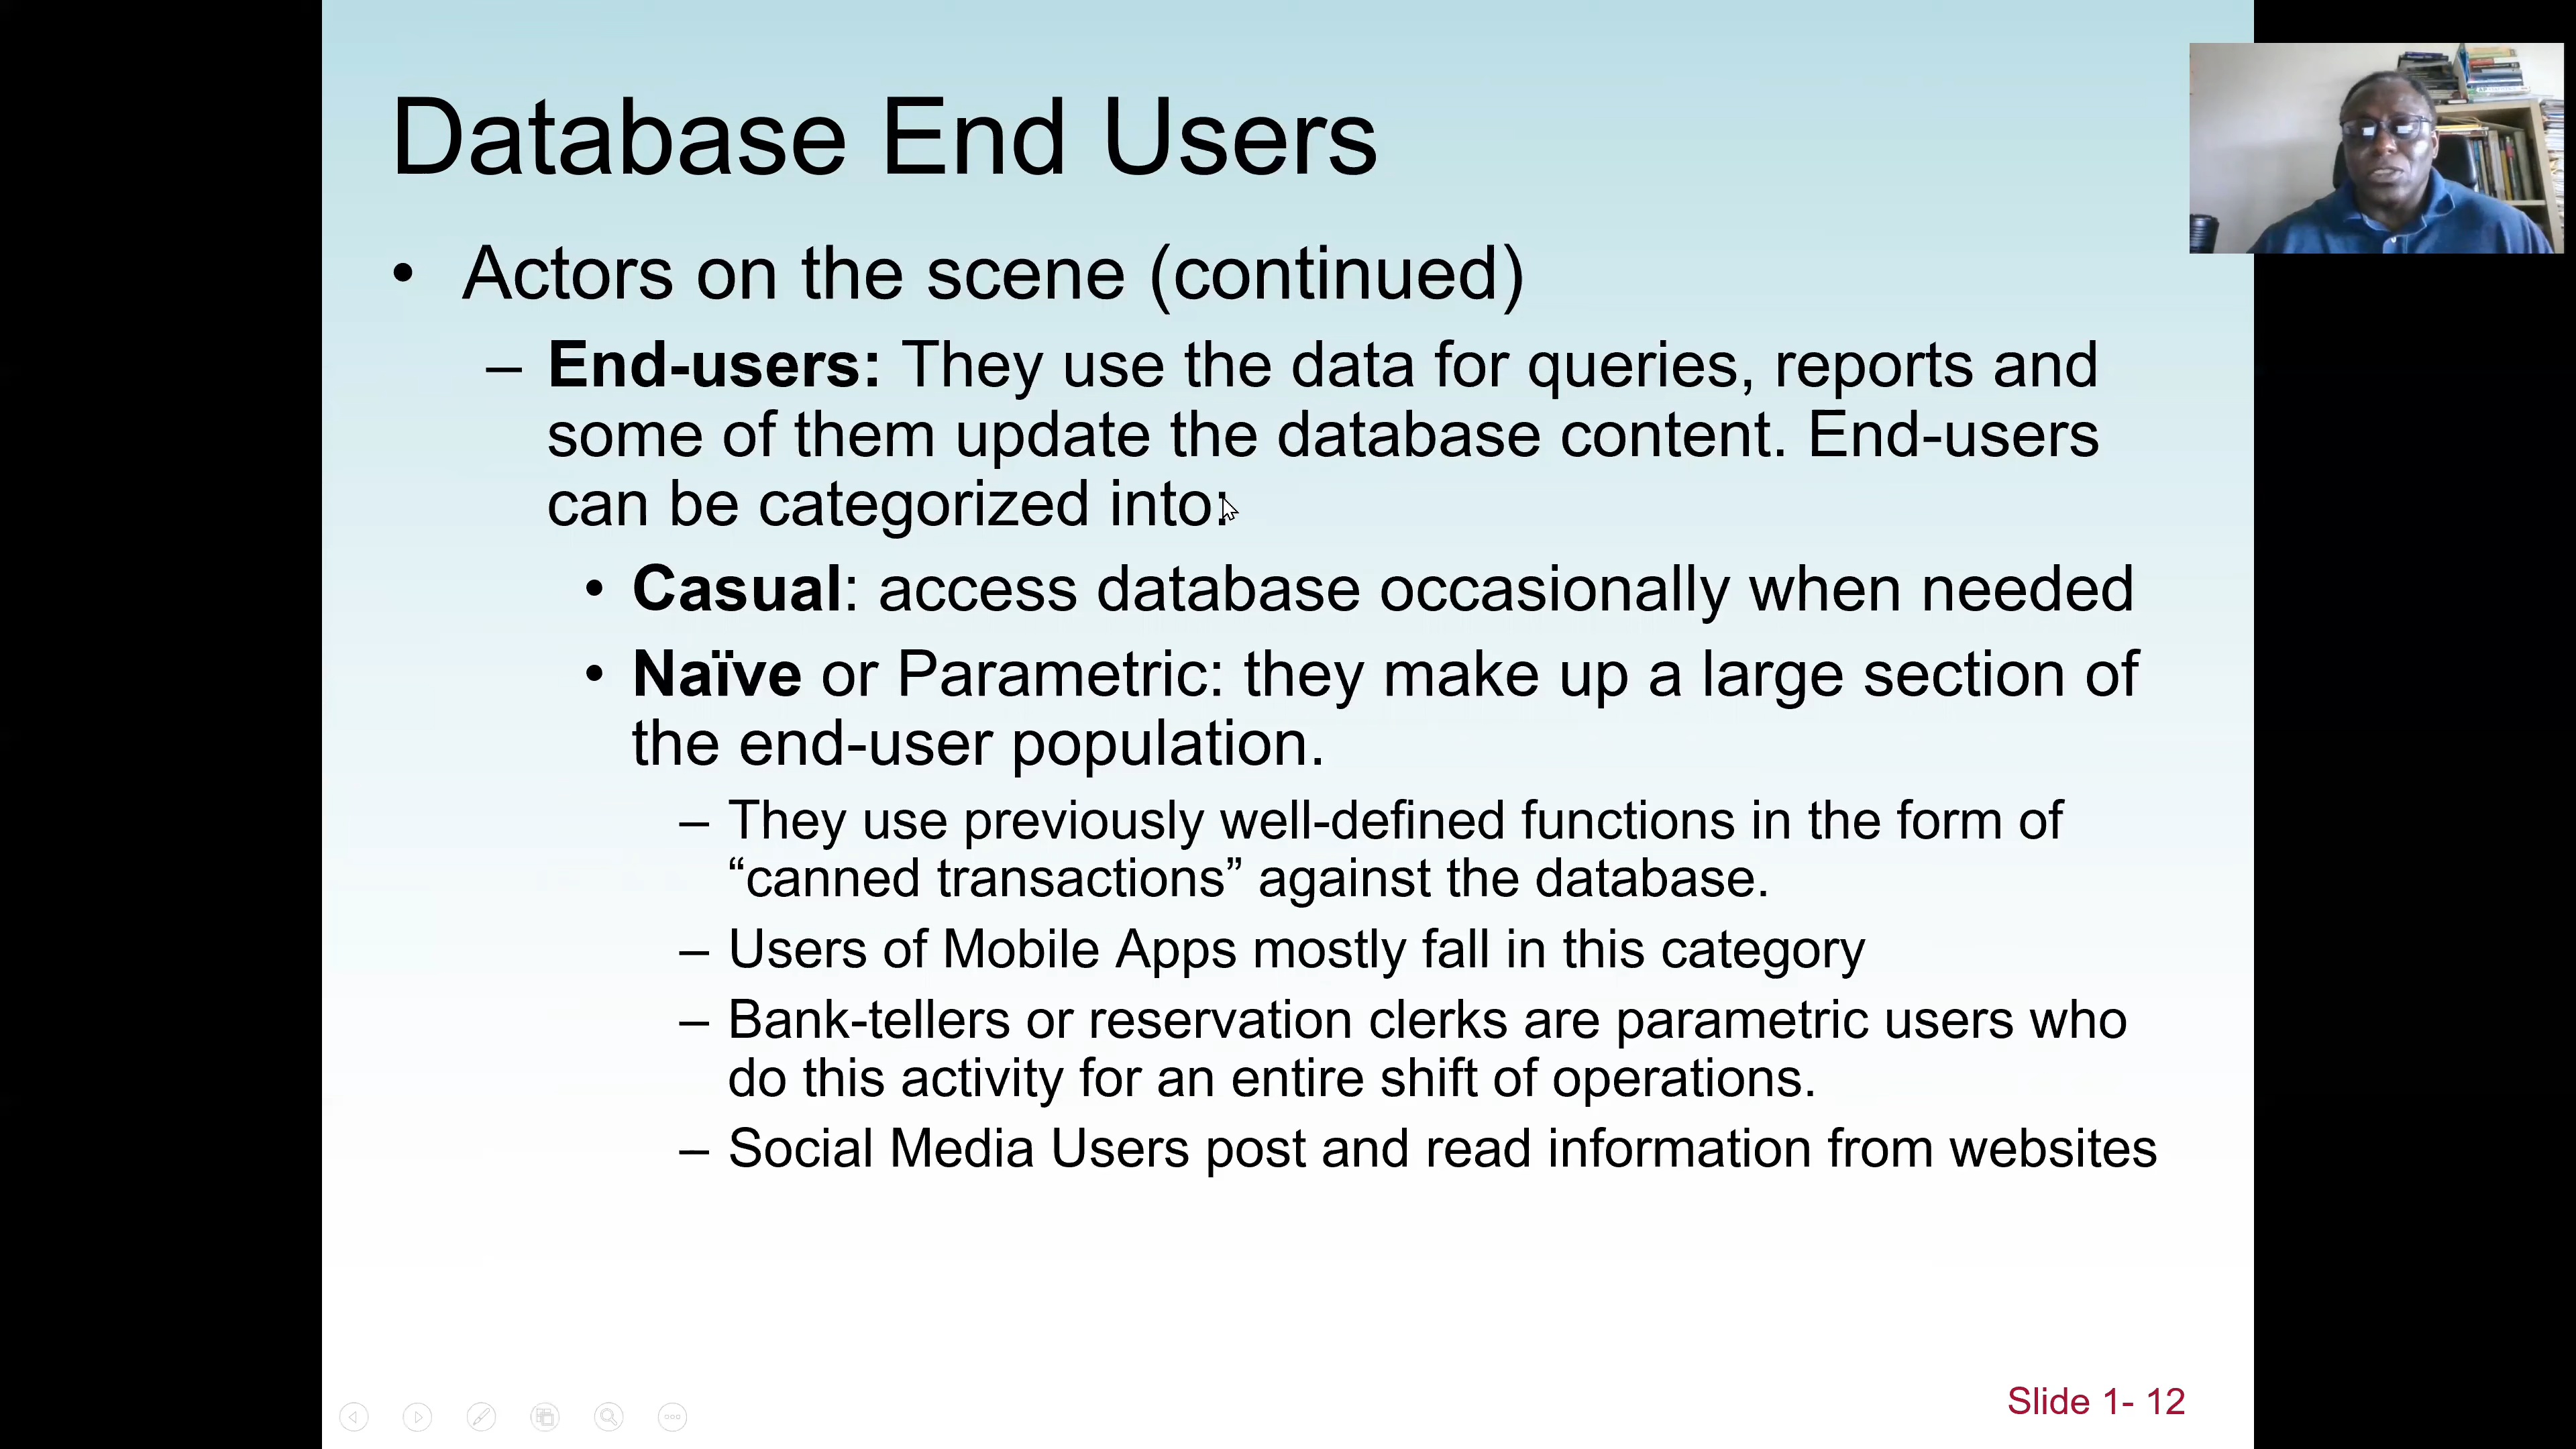 Database End Users
• Actors on the scene (continued)
– End-users: They use the data for queries, reports and
some of them update the database content. End-users
can be categorized into:
• Casual: access database occasionally when needed
• Naïve or Parametric: they make up a large section of
the end-user population.
– They use previously well-defined functions in the form of
“canned transactions” against the database.
– Users of Mobile Apps mostly fall in this category
– Bank-tellers or reservation clerks are parametric users who
do this activity for an entire shift of operations.
– Social Media Users post and read information from websites
Slide 1- 12